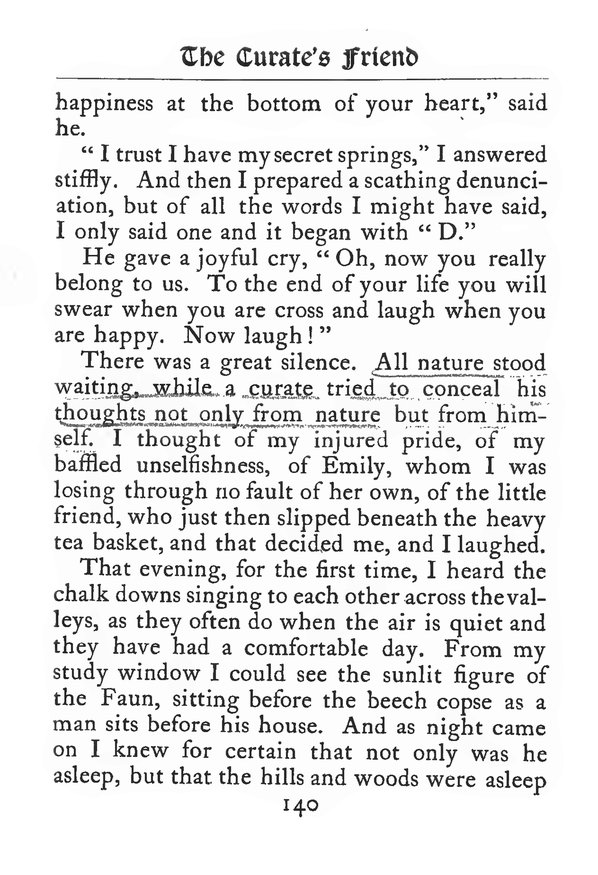 The Curate's Friend
happiness at the bottom of your heart,” said
he.
“ I trust I have my secret springs,” I answered
stiffly. And then I prepared a scathing denunci-
ation, but of all the words I might have said,
I only said one and it began with “ D.”
He gave a joyful cry, “ Oh, now you really
belong to us. To the end of your life you will
swear when you are cross and laugh when you
are happy. Now laugh ! ”
There was a great silence. All nature stood
waiting, while a curate tried to conceal his
thoughts not only from nature but from him-
self. I thought of my injured pride, of my
baffled unselfishness, of Emily, whom I was
losing through no fault of her own, of the little
friend, who just then slipped beneath the heavy
tea basket, and that decided me, and I laughed.
That evening, for the first time, I heard the
chalk downs singing to each other across the val-
leys, as they often do when the air is quiet and
they have had a comfortable day. From my
study window I could see the sunlit figure of
the Faun, sitting before the beech copse as a
man sits before his house. And as night came
on I knew for certain that not only was he
asleep, but that the hills and woods were asleep
140